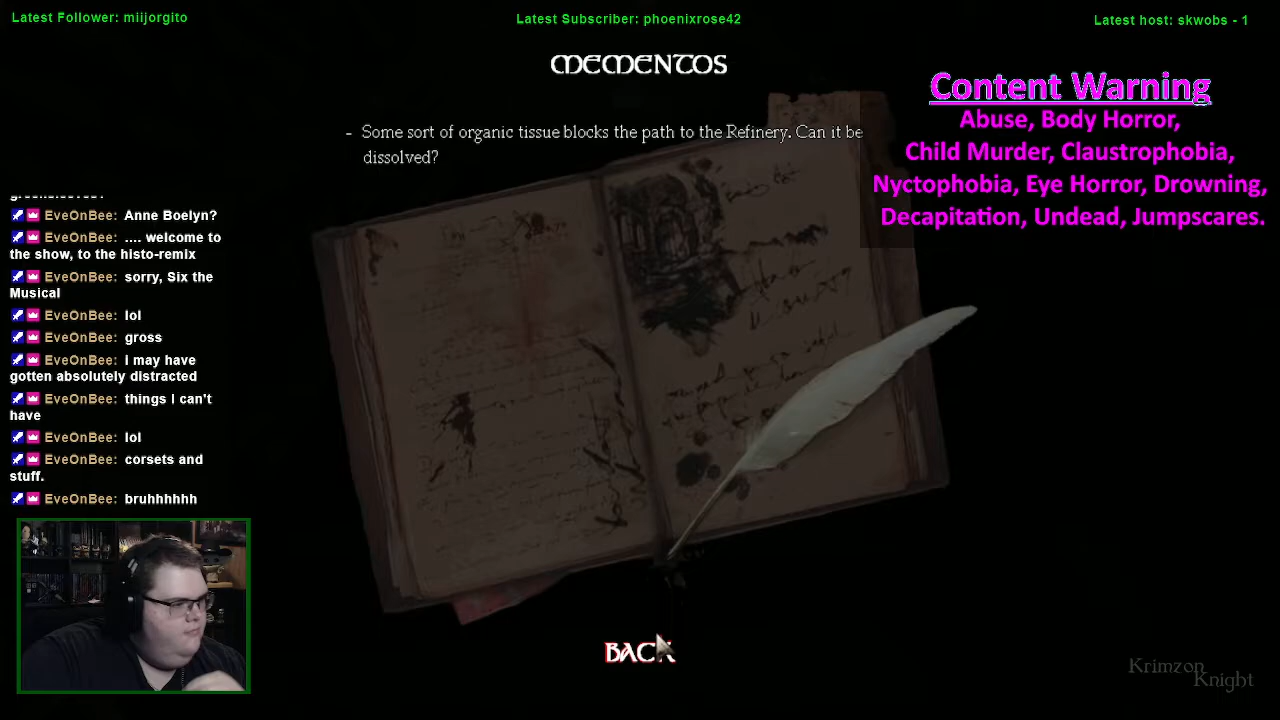 Latest Follower: miijorgito
Latest Subscriber: phoenixrose42
Latest host: skwobs - 1
MEMENTOS
- Some sort of organic tissue blocks the path to the Refinery. Can it be
dissolved?
Content Warning
Abuse, Body Horror,
Child Murder, Claustrophobia,
Nyctophobia, Eye Horror, Drowning,
Decapitation, Undead, Jumpscares.
EveOnBee: Anne Boelyn?
EveOnBee: .... welcome to
the show, to the histo-remix
EveOnBee: sorry, Six the
Musical
EveOnBee: lol
EveOnBee: gross
EveOnBee: I may have
gotten absolutely distracted
EveOnBee: things I can't
have
EveOnBee: lol
EveOnBee: corsets and
stuff.
EveOnBee: bruhhhhhh
BACK
Krimzon
Knight